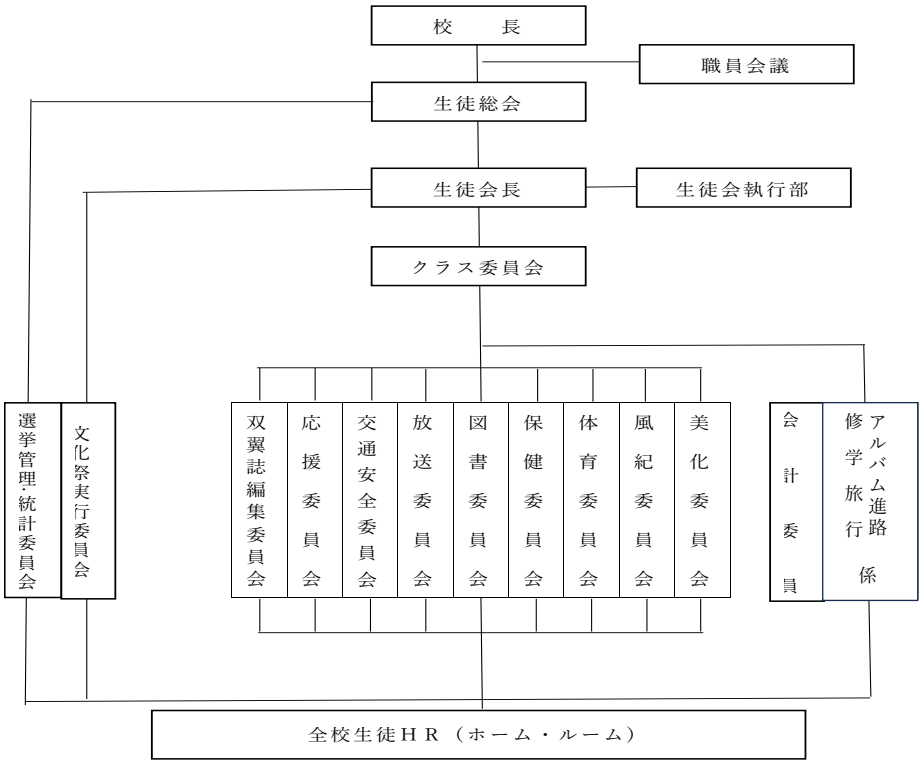 校　　長
職員会議
生徒総会
生徒会長
生徒会執行部
クラス委員会
選挙管理・統計委員会
文化祭実行委員会
双翼誌編集委員会
応援委員会
交通安全委員会
放送委員会
図書委員会
保健委員会
体育委員会
風紀委員会
美化委員会
会計委員
アルバム進路
修学旅行　係
全校生徒ＨＲ（ホーム・ルーム）